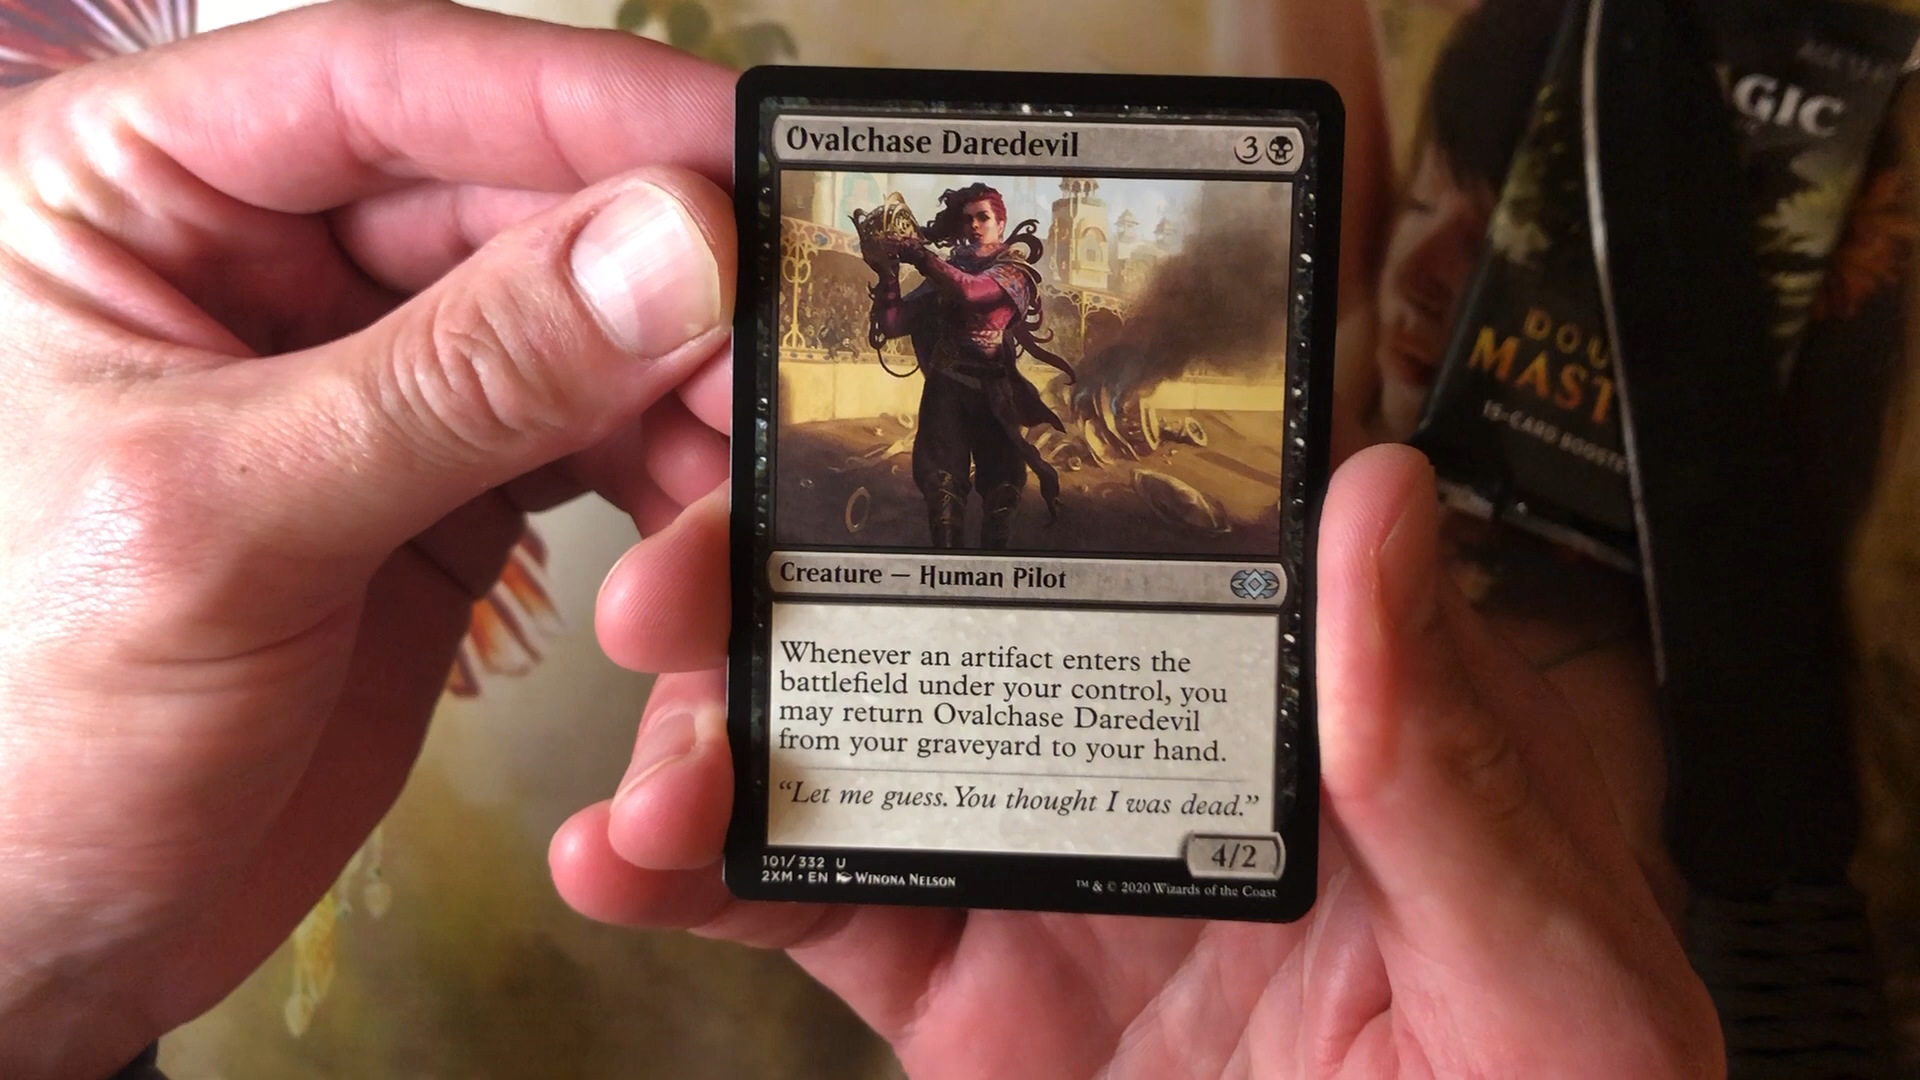 Ovalchase Daredevil 3
Creature — Human Pilot
Whenever an artifact enters the
battlefield under your control, you
may return Ovalchase Daredevil
from your graveyard to your hand.
“Let me guess. You thought I was dead.”
4/2
101/332 U
2XM • EN Winona Nelson
™ & © 2020 Wizards of the Coast
GIC
DOU
MAST
15-CARD BOOSTE